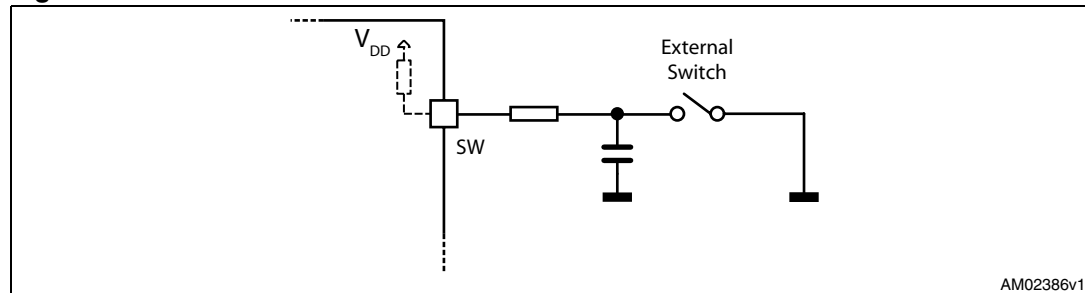 V_DD
External
Switch
SW
AM02386v1